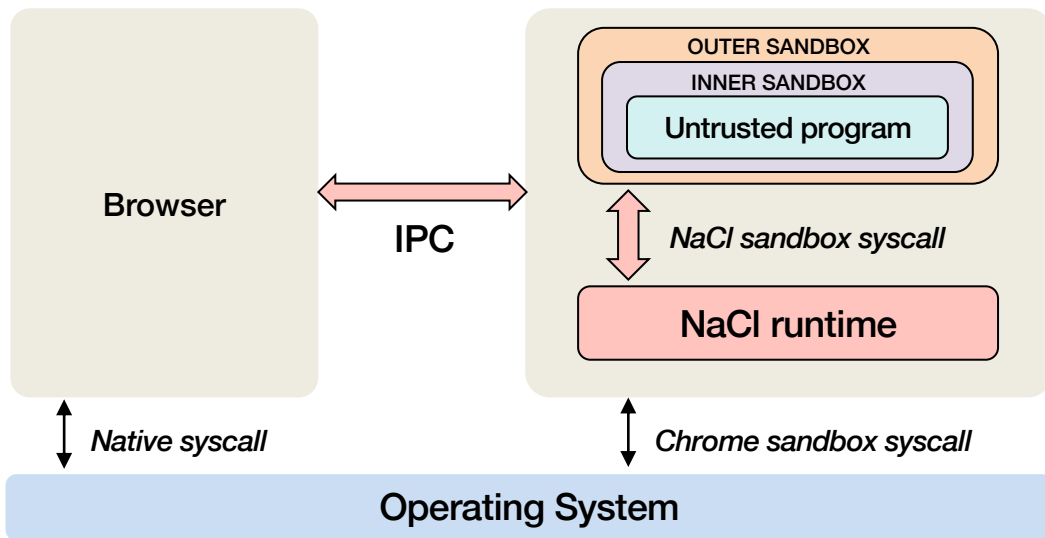 OUTER SANDBOX
INNER SANDBOX
Untrusted program
Browser
IPC
NaCl sandbox syscall
NaCl runtime
Native syscall
Chrome sandbox syscall
Operating System